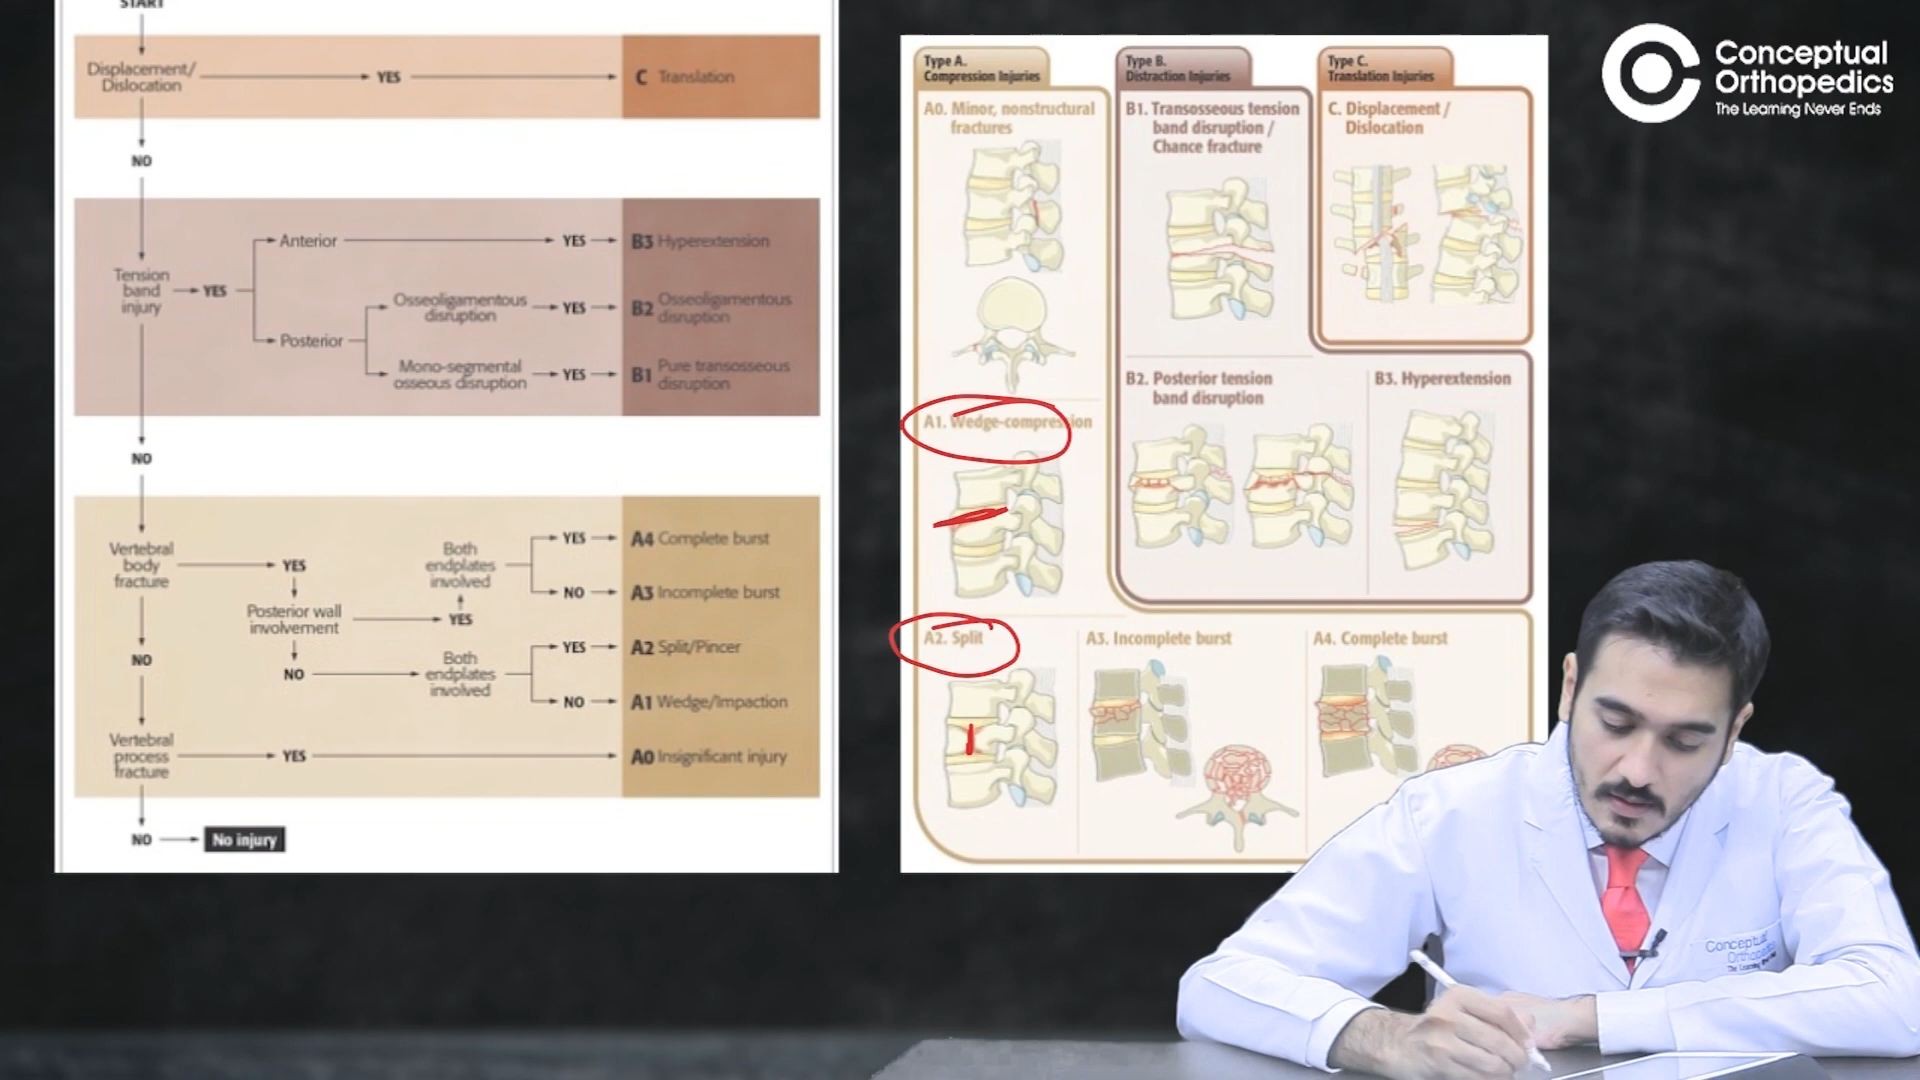 START
Displacement/
Dislocation
YES
C Translation
NO
Tension
band
injury
YES
Anterior
YES
B3 Hyperextension
Posterior
Osseoligamentous
disruption
YES
B2 Osseoligamentous
disruption
Mono-segmental
osseous disruption
YES
B1 Pure transosseous
disruption
NO
Vertebral
body
fracture
YES
Posterior wall
involvement
YES
Both
endplates
involved
YES
A4 Complete burst
NO
A3 Incomplete burst
NO
Both
endplates
involved
YES
A2 Split/Pincer
NO
A1 Wedge/Impaction
NO
Vertebral
process
fracture
YES
A0 Insignificant injury
NO
No injury
Type A.
Compression Injuries
A0. Minor, nonstructural
fractures
A1. Wedge-compression
A2. Split
A3. Incomplete burst
A4. Complete burst
Type B.
Distraction Injuries
B1. Transosseous tension
band disruption /
Chance fracture
B2. Posterior tension
band disruption
B3. Hyperextension
Type C.
Translation Injuries
C. Displacement /
Dislocation
Conceptual
Orthopedics
The Learning Never Ends
Conceptual
Orthopedics